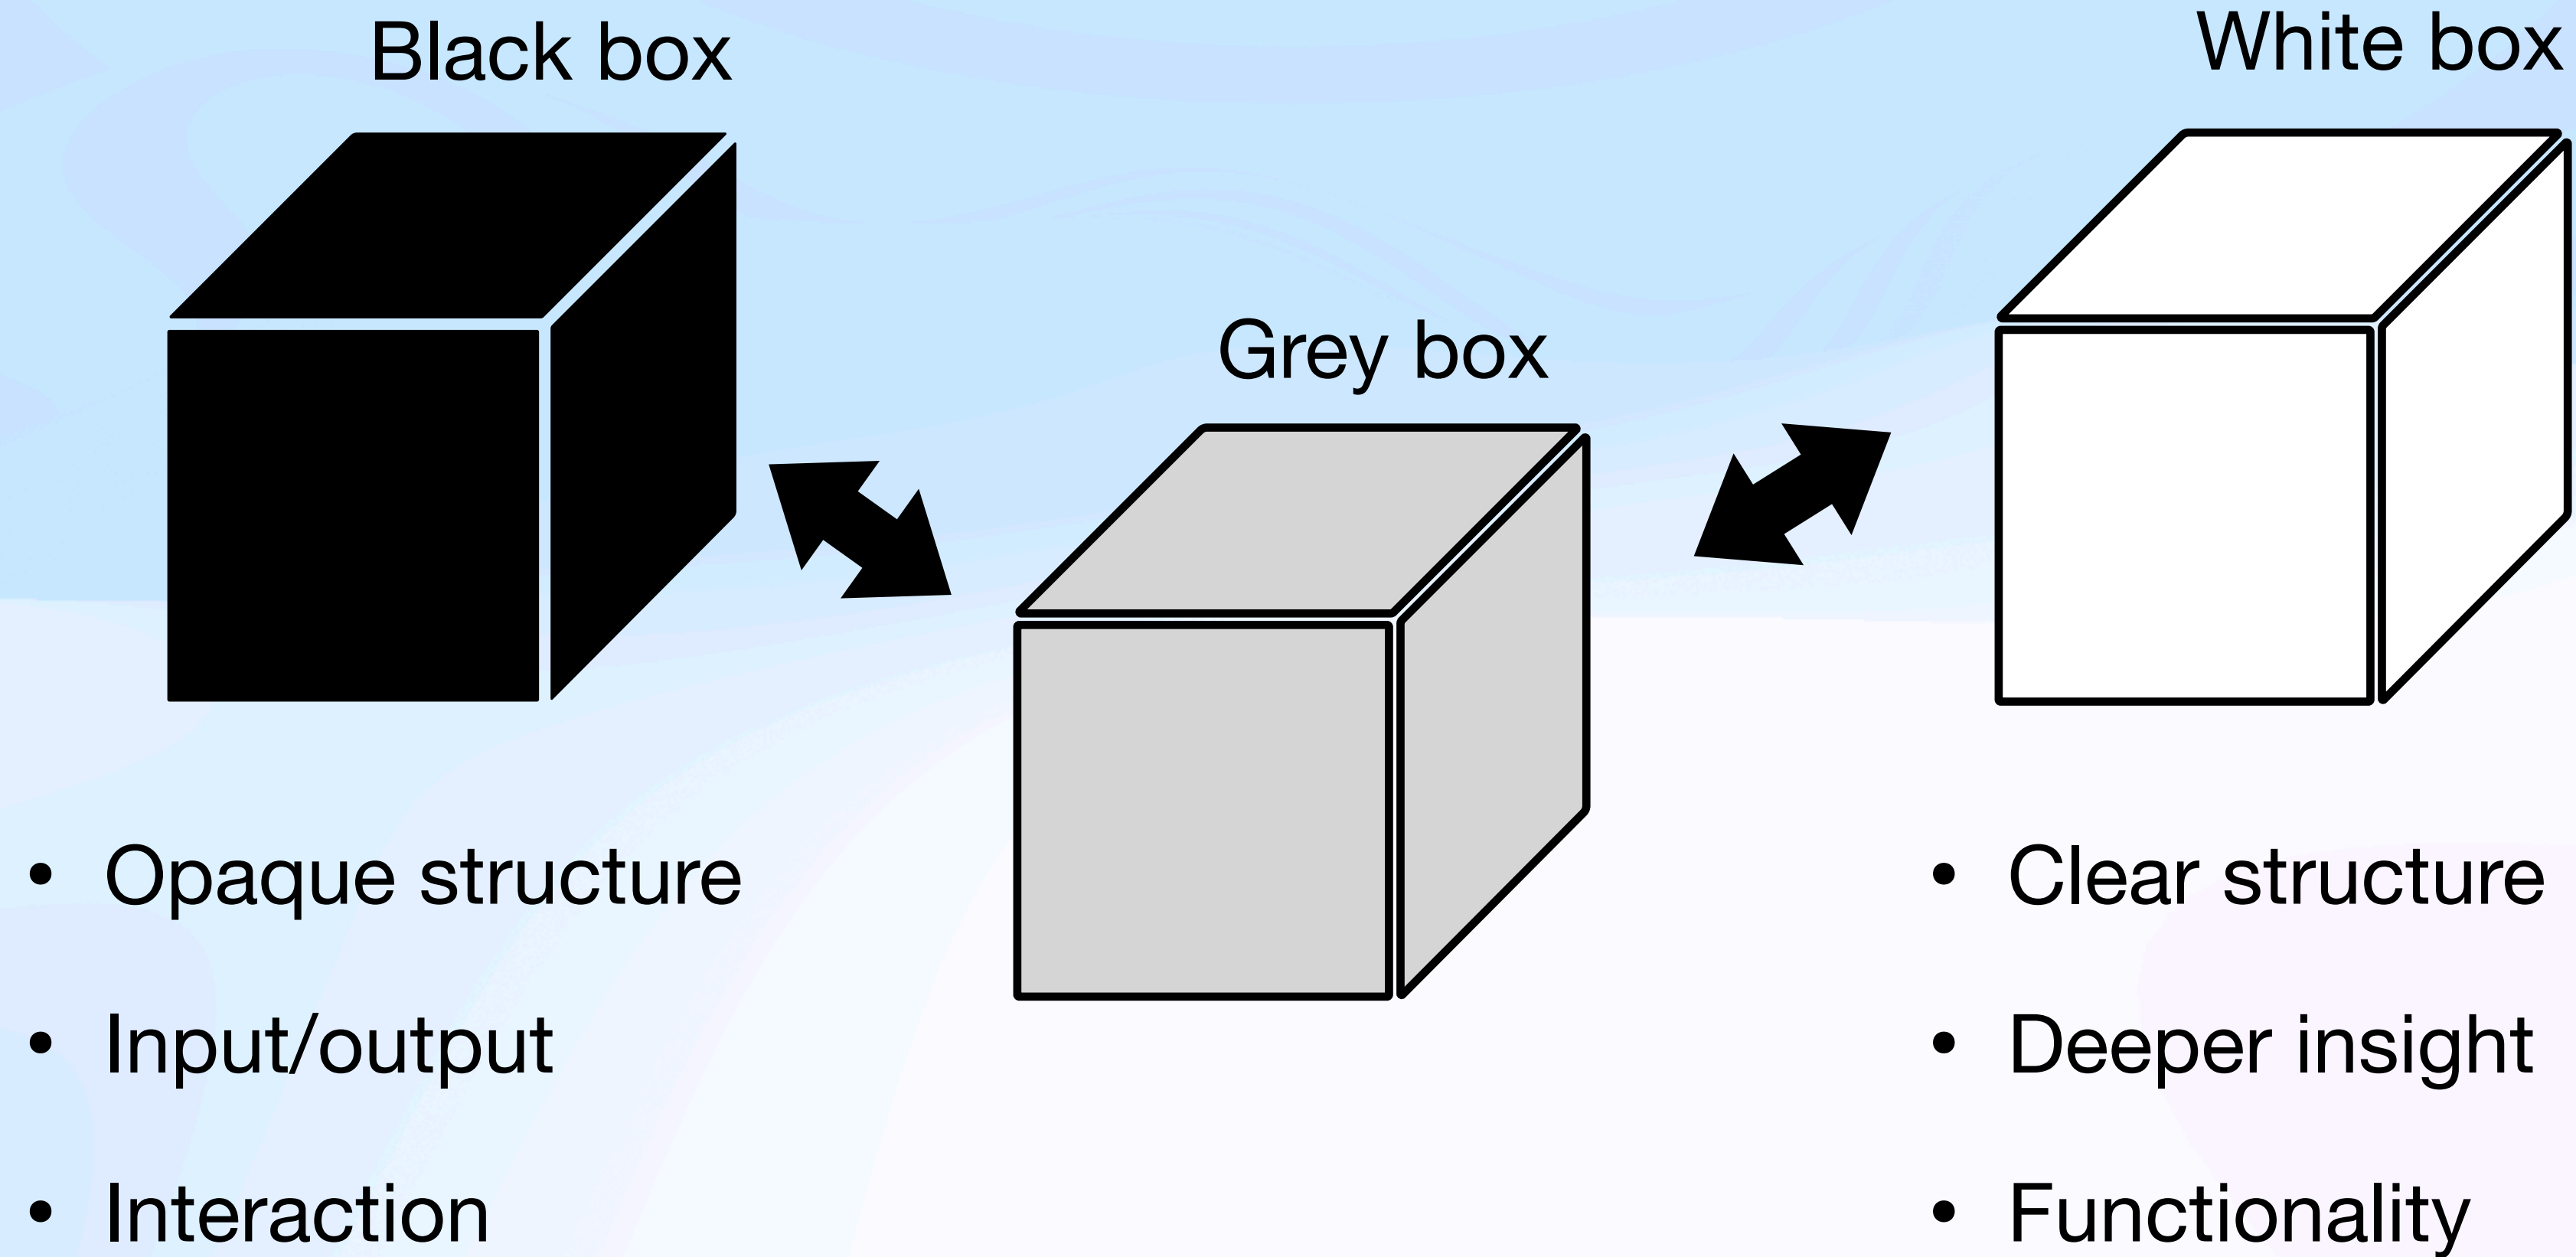 Black box
White box
Grey box
• Opaque structure
• Input/output
• Interaction
• Clear structure
• Deeper insight
• Functionality